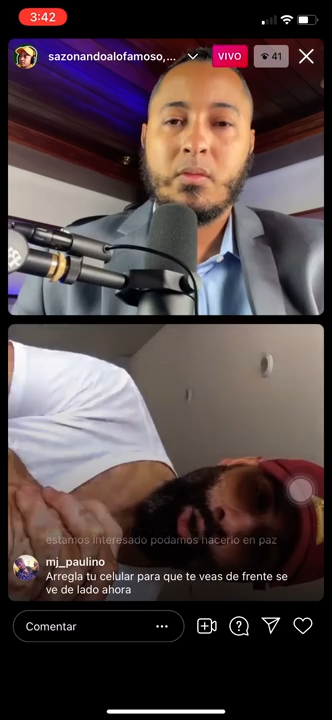 3:42
sazonandoalofamoso,...
VIVO
41
estamos interesado podamos hacerlo en paz
mj_paulino
Arregla tu celular para que te veas de frente se
ve de lado ahora
Comentar